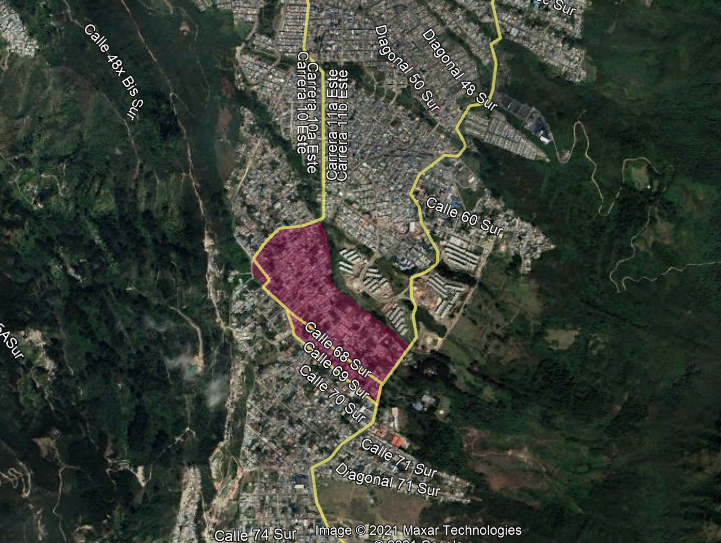 Sur
Calle 48x Bis Sur
Diagonal 50 Sur
Diagonal 48 Sur
Carrera 10 Este
Carrera 10a Este
Carrera 11a Este
Carrera 11b Este
Calle 60 Sur
5ASur
Calle 68 Sur
Calle 69 Sur
Calle 70 Sur
Calle 71 Sur
Diagonal 71 Sur
Calle 74 Sur
Image © 2021 Maxar Technologies